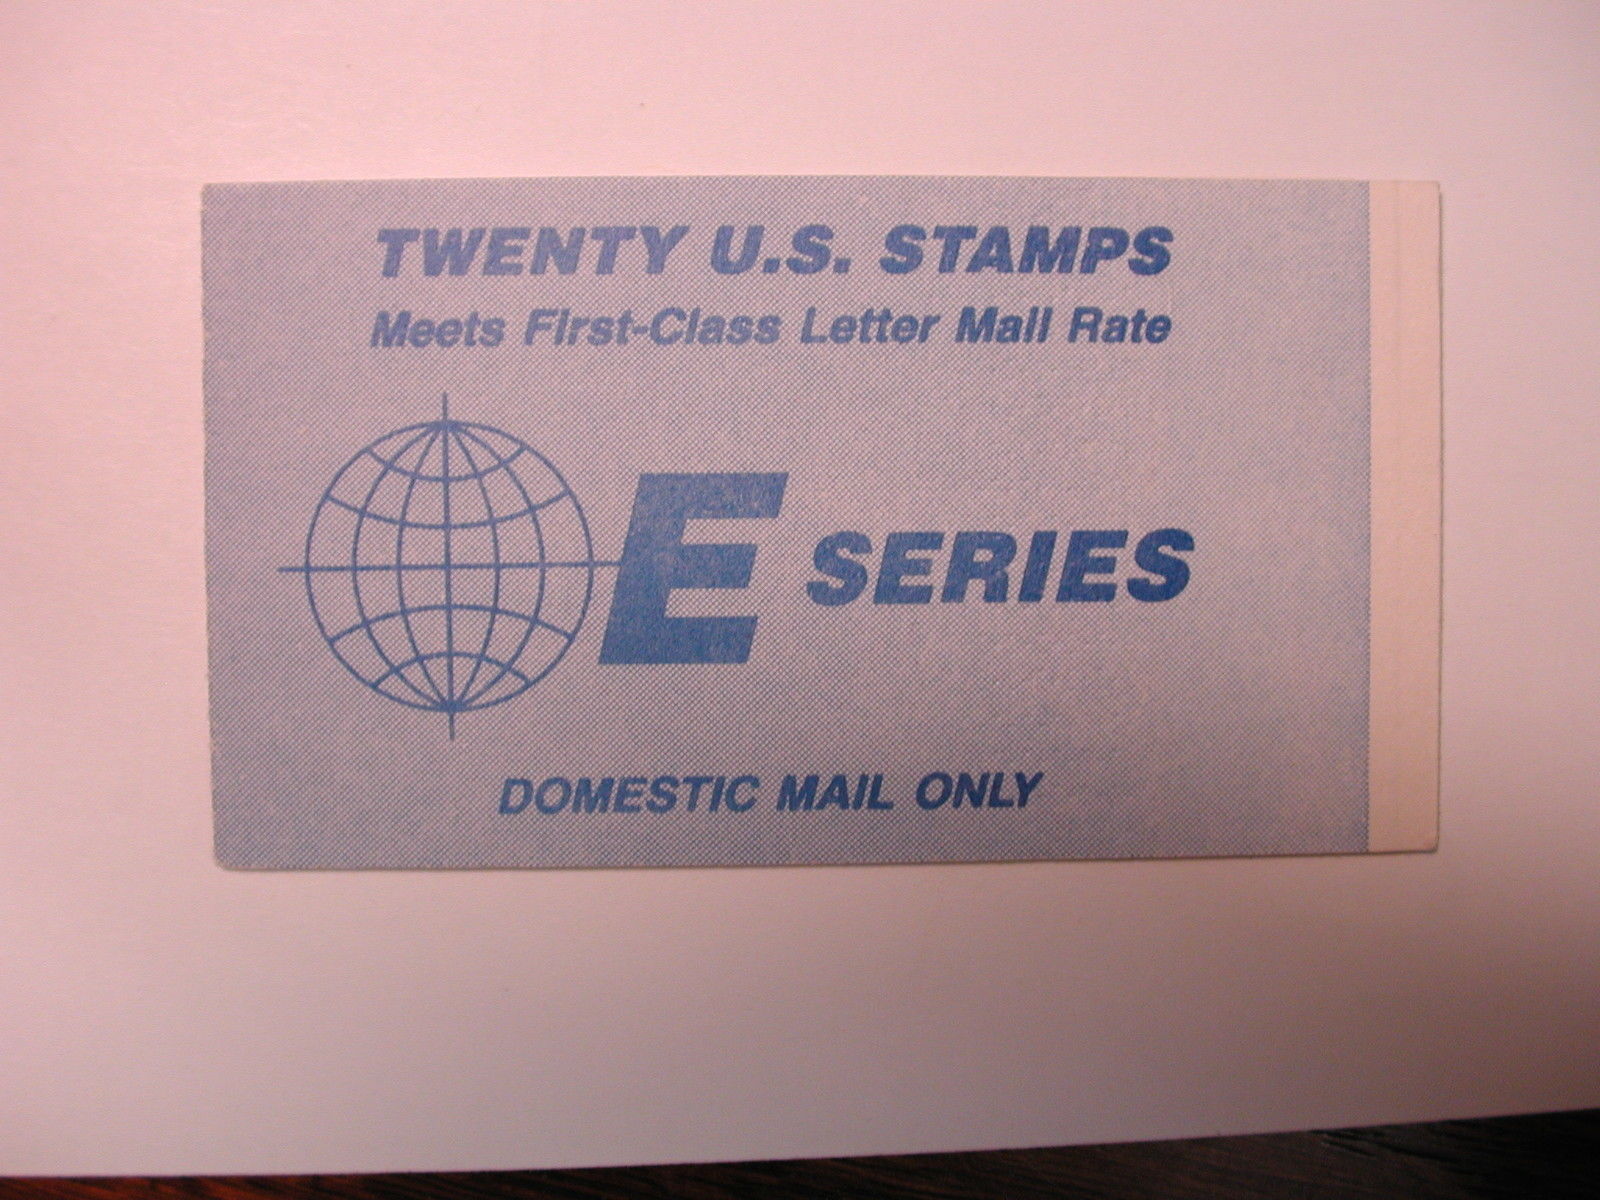 TWENTY U.S. STAMPS
Meets First-Class Letter Mail Rate
E SERIES
DOMESTIC MAIL ONLY